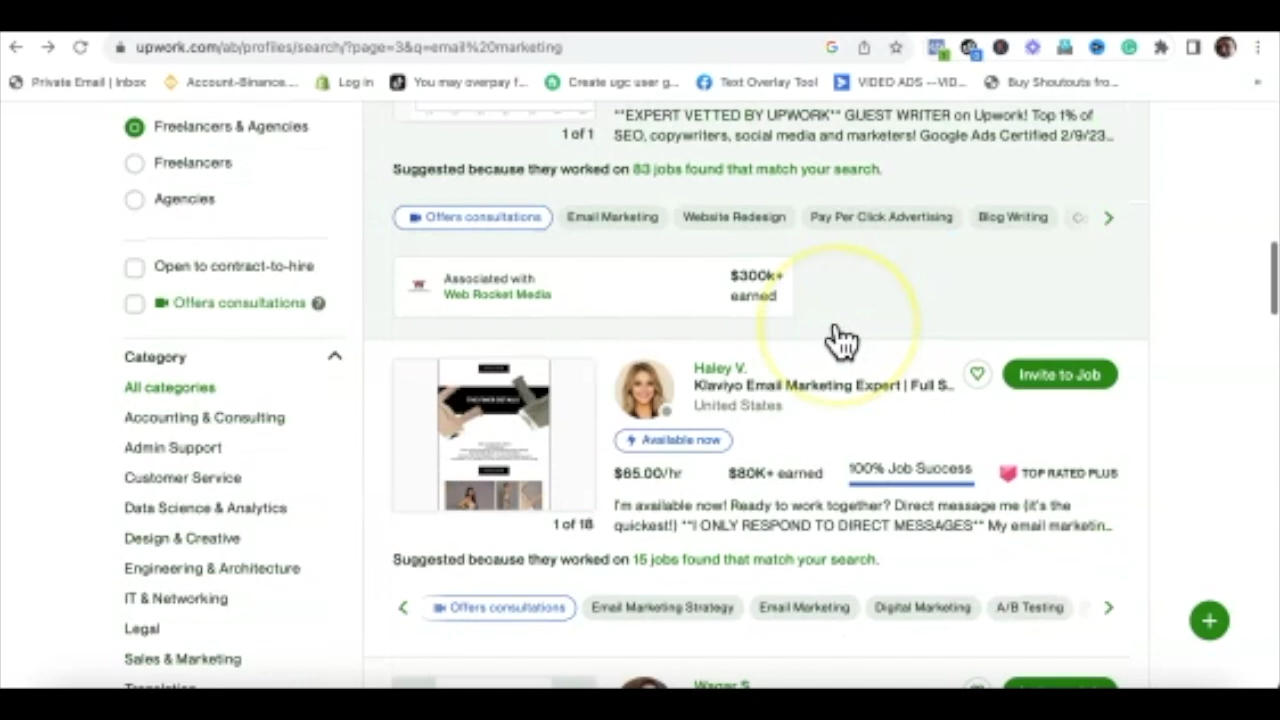 upwork.com/ab/profiles/search/?page=3&q=email%20marketing
Private Email | Inbox
Account-Binance....
Log in
You may overpay f...
Create ugc user g...
Text Overlay Tool
VIDEO ADS —VID...
Buy Shoutouts fro...
»
Freelancers & Agencies
Freelancers
Agencies
Open to contract-to-hire
Offers consultations
Category
All categories
Accounting & Consulting
Admin Support
Customer Service
Data Science & Analytics
Design & Creative
Engineering & Architecture
IT & Networking
Legal
Sales & Marketing
Translation
1 of 1
**EXPERT VETTED BY UPWORK** GUEST WRITER on Upwork! Top 1% of
SEO, copywriters, social media and marketers! Google Ads Certified 2/9/23...
Suggested because they worked on 83 jobs found that match your search.
Offers consultations
Email Marketing
Website Redesign
Pay Per Click Advertising
Blog Writing
Associated with
Web Rocket Media
$300k+
earned
1 of 18
Haley V.
Klaviyo Email Marketing Expert | Full S...
United States
Invite to Job
Available now
$65.00/hr
$80K+ earned
100% Job Success
TOP RATED PLUS
I'm available now! Ready to work together? Direct message me (it's the
quickest!) **I ONLY RESPOND TO DIRECT MESSAGES** My email marketin...
Suggested because they worked on 15 jobs found that match your search.
Offers consultations
Email Marketing Strategy
Email Marketing
Digital Marketing
A/B Testing
Waqar S.